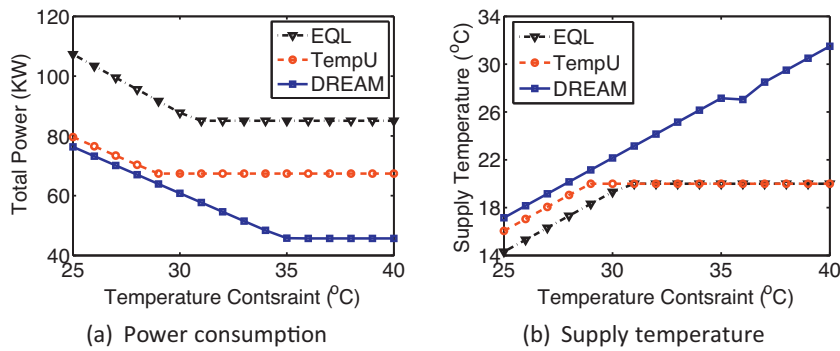 120
100
80
60
40
Total Power (KW)
EQL
TempU
DREAM
25 30 35 40
Temperature Contsraint (°C)
(a) Power consumption
34
30
26
22
18
14
Supply Temperature (°C)
EQL
TempU
DREAM
25 30 35 40
Temperature Contsraint (°C)
(b) Supply temperature